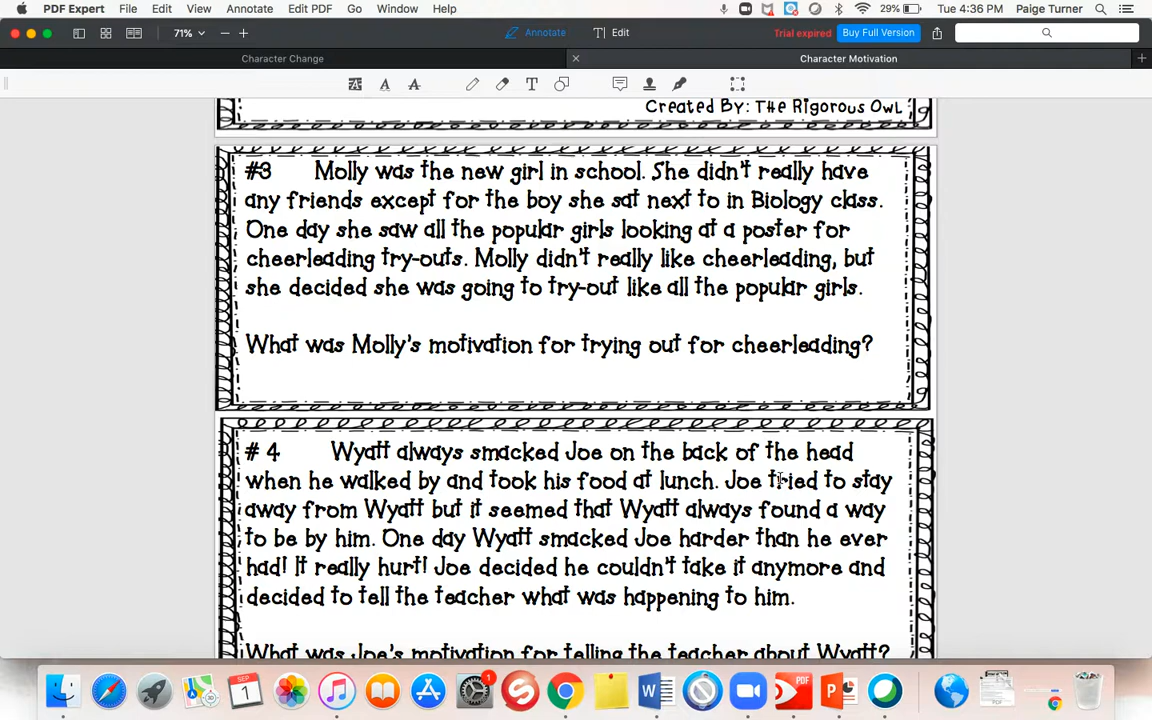 PDF Expert File Edit View Annotate Edit PDF Go Window Help 29% Tue 4:36 PM Paige Turner
71% Annotate Edit Trial expired Buy Full Version
Character Change Character Motivation
Created By: The Rigorous Owl
#3 Molly was the new girl in school. She didn't really have
any friends except for the boy she sat next to in Biology class.
One day she saw all the popular girls looking at a poster for
cheerleading try-outs. Molly didn't really like cheerleading, but
she decided she was going to try-out like all the popular girls.
What was Molly's motivation for trying out for cheerleading?
# 4 Wyatt always smacked Joe on the back of the head
when he walked by and took his food at lunch. Joe tried to stay
away from Wyatt but it seemed that Wyatt always found a way
to be by him. One day Wyatt smacked Joe harder than he ever
had! It really hurt! Joe decided he couldn't take it anymore and
decided to tell the teacher what was happening to him.
What was Joe's motivation for telling the teacher about Wyatt?
SEP
1
1
PDF
W
P
PDF